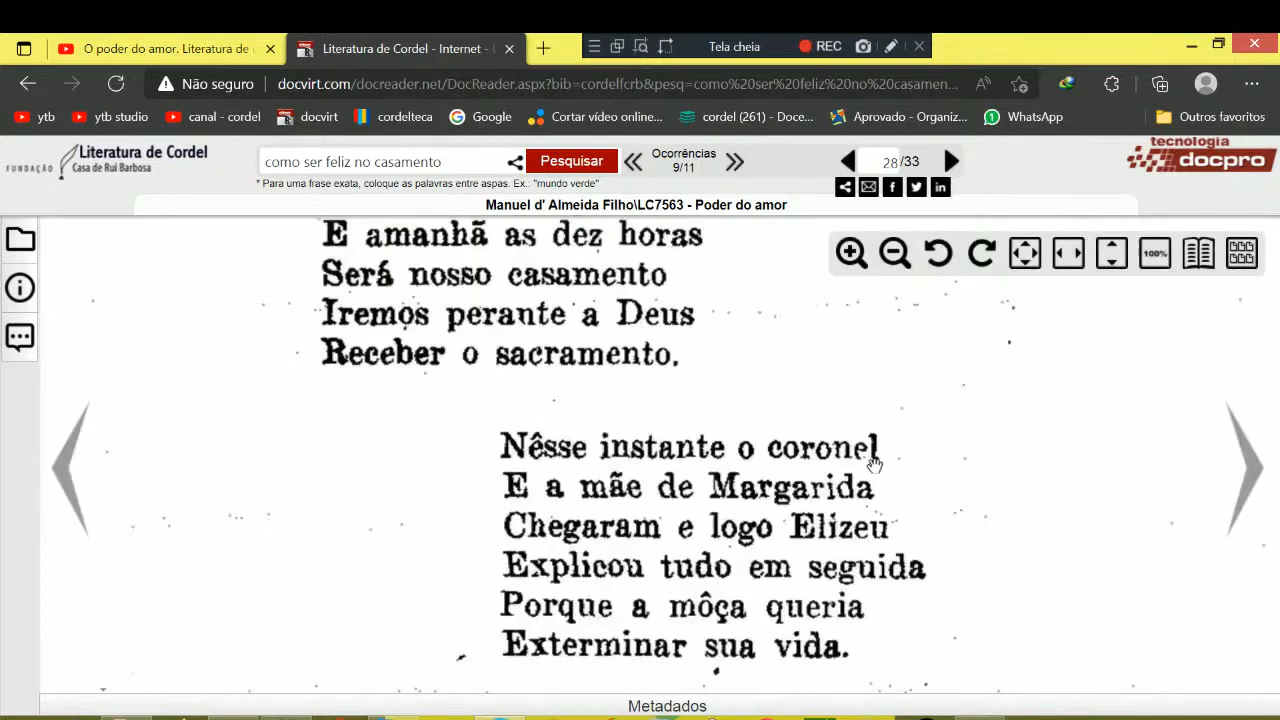 O poder do amor. Literatura de
Literatura de Cordel - Internet -
Tela cheia
REC
Não seguro
docvirt.com/docreader.net/DocReader.aspx?bib=cordelfcrb&pesq=como%20ser%20feliz%20no%20casamen...
ytb
ytb studio
canal - cordel
docvirt
cordelteca
Google
Cortar vídeo online...
cordel (261) - Doce...
Aprovado - Organiz...
WhatsApp
Outros favoritos
FUNDAÇÃO
Literatura de Cordel
Casa de Rui Barbosa
como ser feliz no casamento
Pesquisar
Ocorrências
9/11
28 /33
tecnologia
docpro
* Para uma frase exata, coloque as palavras entre aspas. Ex.: "mundo verde"
Manuel d' Almeida Filho\LC7563 - Poder do amor
100%
E amanhã as dez horas
Será nosso casamento
Iremos perante a Deus
Receber o sacramento.
Nêsse instante o coronel
E a mãe de Margarida
Chegaram e logo Elizeu
Explicou tudo em seguida
Porque a môça queria
Exterminar sua vida.
Metadados